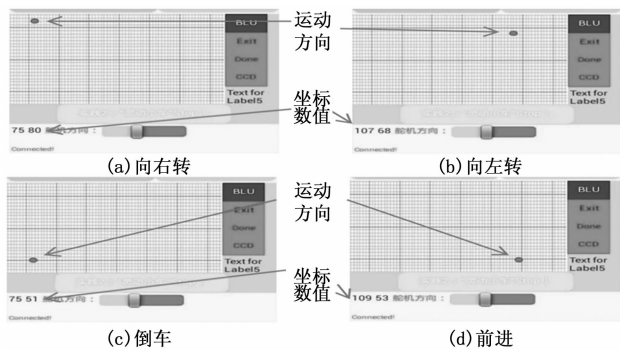 BLU
Exit
Done
CCD
Text for
Label5
75 80 舵机方向：
Connected!
(a)向右转
运动
方向
坐标
数值
BLU
Exit
Done
CCD
Text for
Label5
107 68 舵机方向：
Connected!
(b)向左转
BLU
Exit
Done
CCD
Text for
Label5
75 51 舵机方向：
Connected!
(c)倒车
运动
方向
坐标
数值
BLU
Exit
Done
CCD
Text for
Label5
109 53 舵机方向：
Connected!
(d)前进